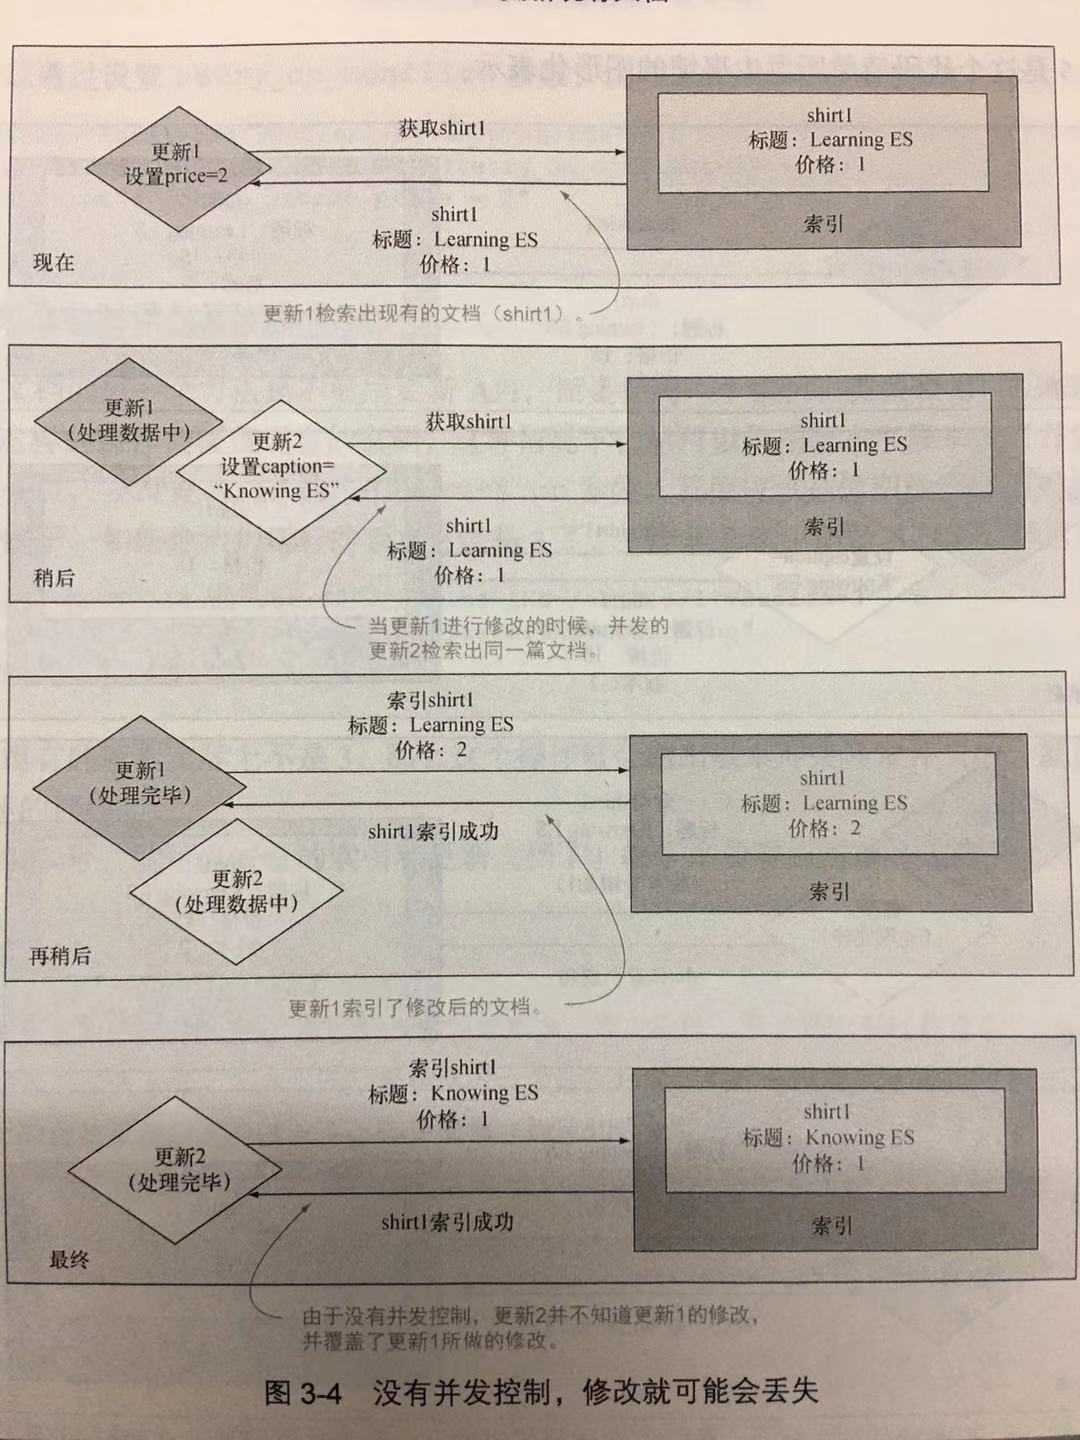 更新1
设置price=2
获取shirt1
shirt1
标题：Learning ES
价格：1
shirt1
标题：Learning ES
价格：1
索引
现在
更新1检索出现有的文档（shirt1）。
更新1
（处理数据中）
更新2
设置caption=
“Knowing ES”
获取shirt1
shirt1
标题：Learning ES
价格：1
shirt1
标题：Learning ES
价格：1
索引
稍后
当更新1进行修改的时候，并发的
更新2检索出同一篇文档。
索引shirt1
标题：Learning ES
价格：2
更新1
（处理完毕）
shirt1索引成功
更新2
（处理数据中）
shirt1
标题：Learning ES
价格：2
索引
再稍后
更新1索引了修改后的文档。
索引shirt1
标题：Knowing ES
价格：1
更新2
（处理完毕）
shirt1索引成功
shirt1
标题：Knowing ES
价格：1
索引
最终
由于没有并发控制，更新2并不知道更新1的修改，
并覆盖了更新1所做的修改。
图 3-4 没有并发控制，修改就可能会丢失